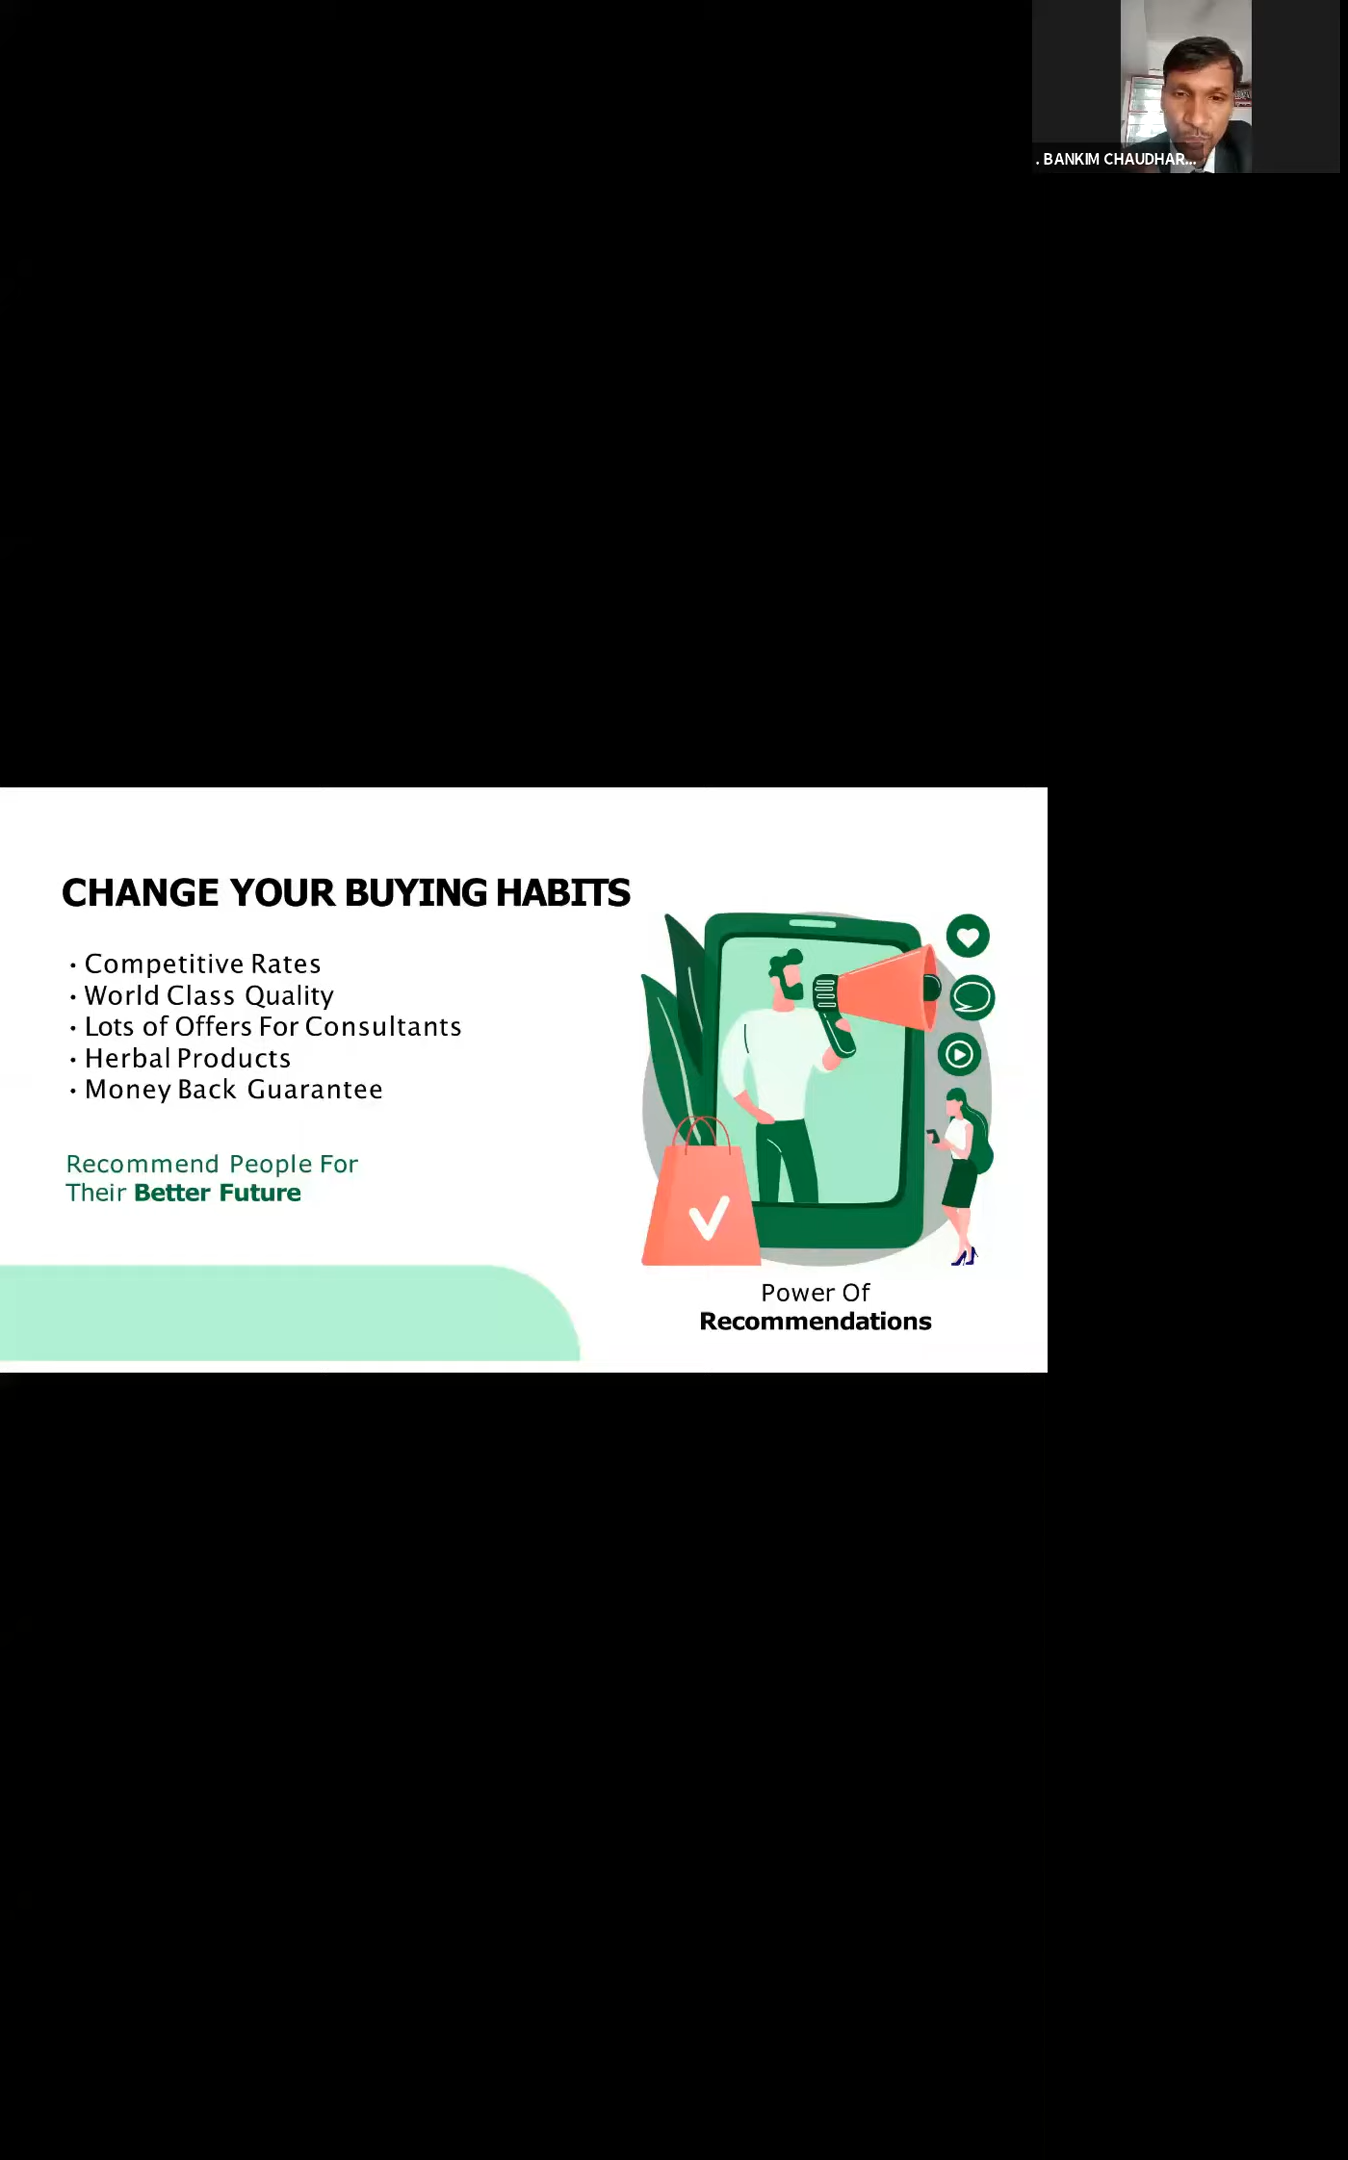 . BANKIM CHAUDHAR...
CHANGE YOUR BUYING HABITS
• Competitive Rates
• World Class Quality
• Lots of Offers For Consultants
• Herbal Products
• Money Back Guarantee
Recommend People For
Their Better Future
Power Of
Recommendations